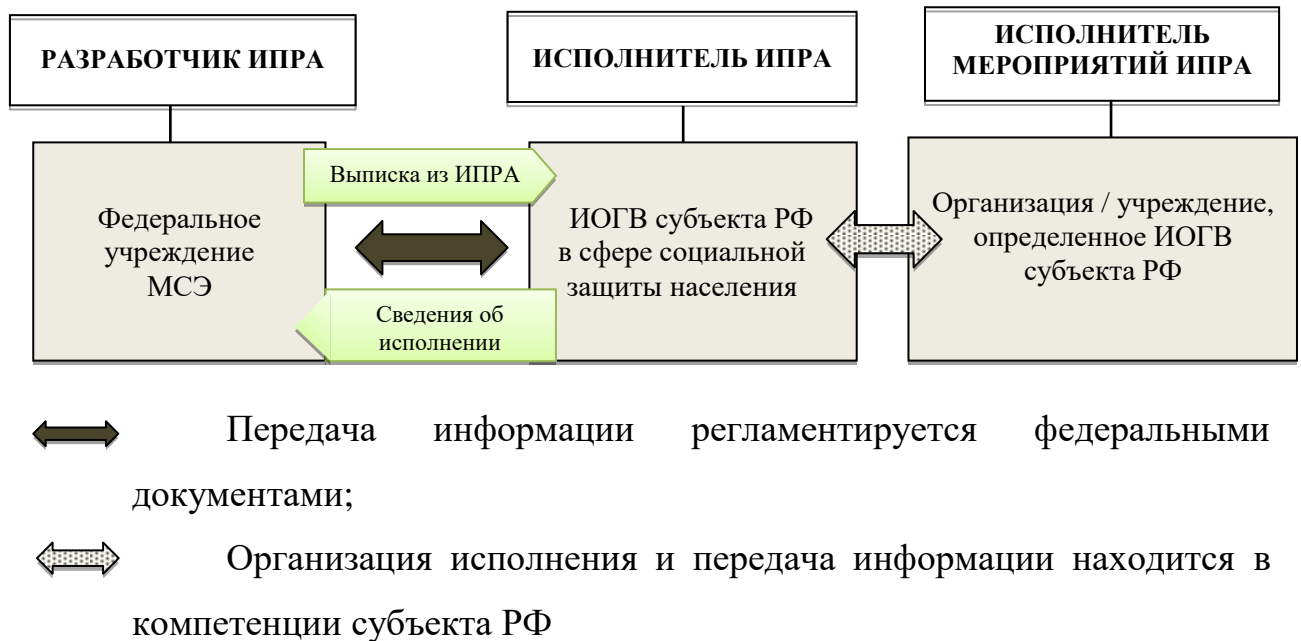 РАЗРАБОТЧИК ИПРА
ИСПОЛНИТЕЛЬ ИПРА
ИСПОЛНИТЕЛЬ
МЕРОПРИЯТИЙ ИПРА
Федеральное
учреждение
МСЭ
Выписка из ИПРА
Сведения об
исполнении
ИОГВ субъекта РФ
в сфере социальной
защиты населения
Организация / учреждение,
определенное ИОГВ
субъекта РФ
Передача информации регламентируется федеральными
документами;
Организация исполнения и передача информации находится в
компетенции субъекта РФ